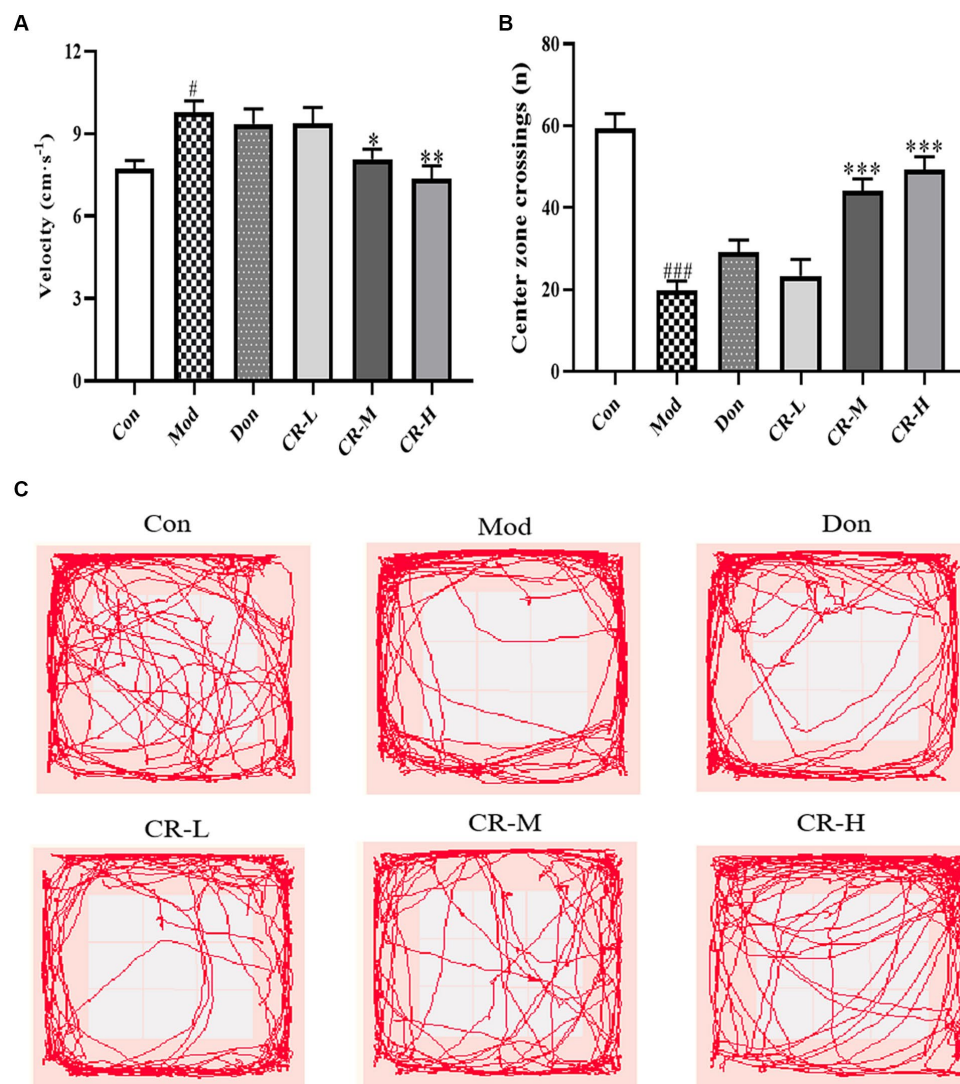 A
B
12
9
6
3
0
Velocity (cm·s⁻¹)
#
*
**
Con
Mod
Don
CR-L
CR-M
CR-H
80
60
40
20
0
Center zone crossings (n)
###
***
***
Con
Mod
Don
CR-L
CR-M
CR-H
C
Con
Mod
Don
CR-L
CR-M
CR-H